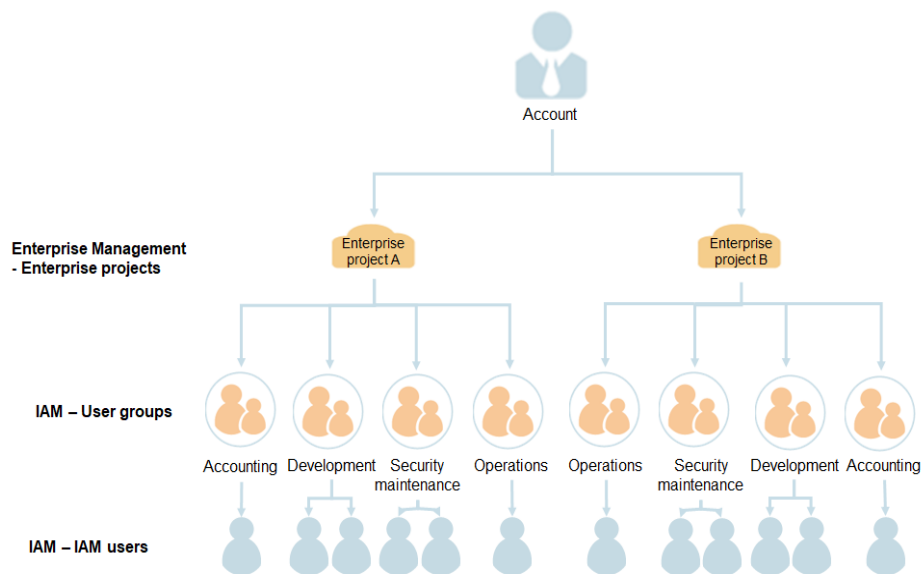 Account
Enterprise Management
- Enterprise projects
Enterprise
project A
Enterprise
project B
IAM – User groups
Accounting
Development
Security
maintenance
Operations
Operations
Security
maintenance
Development
Accounting
IAM – IAM users